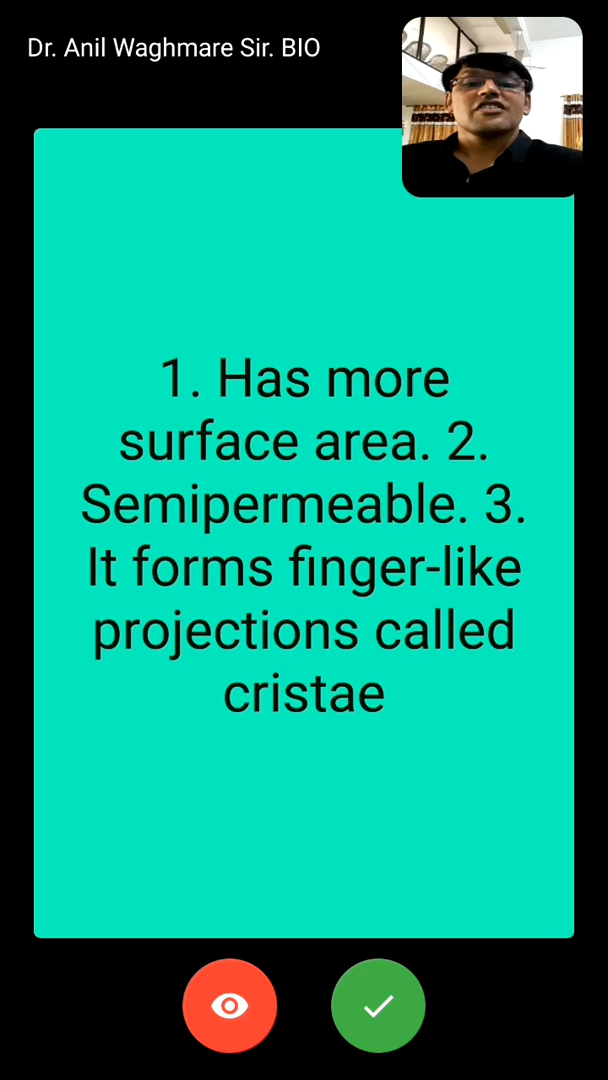 Dr. Anil Waghmare Sir. BIO
1. Has more
surface area. 2.
Semipermeable. 3.
It forms finger-like
projections called
cristae